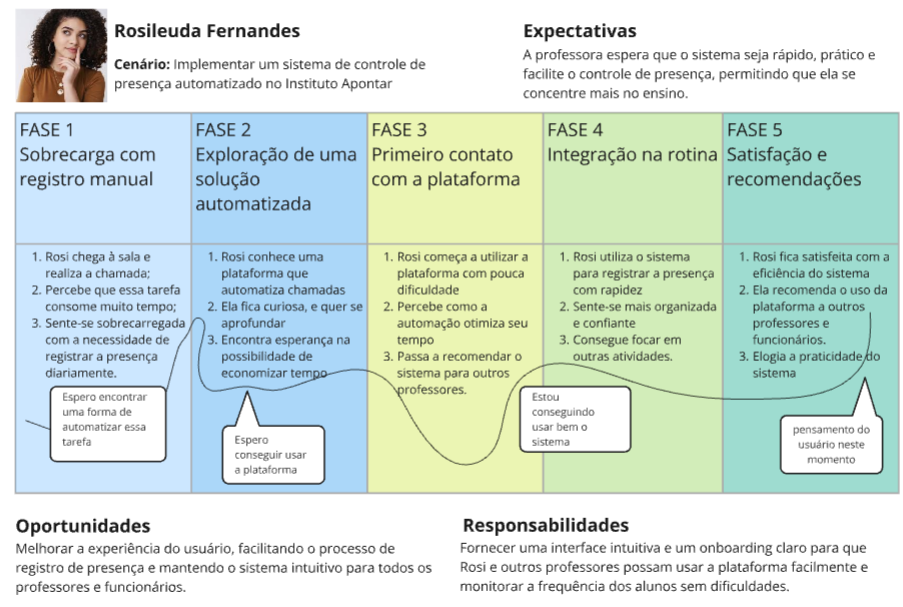 Rosileuda Fernandes
Cenário: Implementar um sistema de controle de
presença automatizado no Instituto Apontar
Expectativas
A professora espera que o sistema seja rápido, prático e
facilite o controle de presença, permitindo que ela se
concentre mais no ensino.
FASE 1
Sobrecarga com
registro manual
FASE 2
Exploração de uma
solução
automatizada
FASE 3
Primeiro contato
com a plataforma
FASE 4
Integração na rotina
FASE 5
Satisfação e
recomendações
1. Rosi chega à sala e
realiza a chamada;
2. Percebe que essa tarefa
consome muito tempo;
3. Sente-se sobrecarregada
com a necessidade de
registrar a presença
diariamente.
Espero encontrar
uma forma de
automatizar essa
tarefa
1. Rosi conhece uma
plataforma que
automatiza chamadas
2. Ela fica curiosa, e quer se
aprofundar
3. Encontra esperança na
possibilidade de
economizar tempo
Espero
conseguir usar
a plataforma
1. Rosi começa a utilizar a
plataforma com pouca
dificuldade
2. Percebe como a
automação otimiza seu
tempo
3. Passa a recomendar o
sistema para outros
professores.
1. Rosi utiliza o sistema
para registrar a presença
com rapidez
2. Sente-se mais organizada
e confiante
3. Consegue focar em
outras atividades.
Estou
conseguindo
usar bem o
sistema
1. Rosi fica satisfeita com a
eficiência do sistema
2. Ela recomenda o uso da
plataforma a outros
professores e
funcionários.
3. Elogia a praticidade do
sistema
pensamento do
usuário neste
momento
Oportunidades
Melhorar a experiência do usuário, facilitando o processo de
registro de presença e mantendo o sistema intuitivo para todos os
professores e funcionários.
Responsabilidades
Fornecer uma interface intuitiva e um onboarding claro para que
Rosi e outros professores possam usar a plataforma facilmente e
monitorar a frequência dos alunos sem dificuldades.